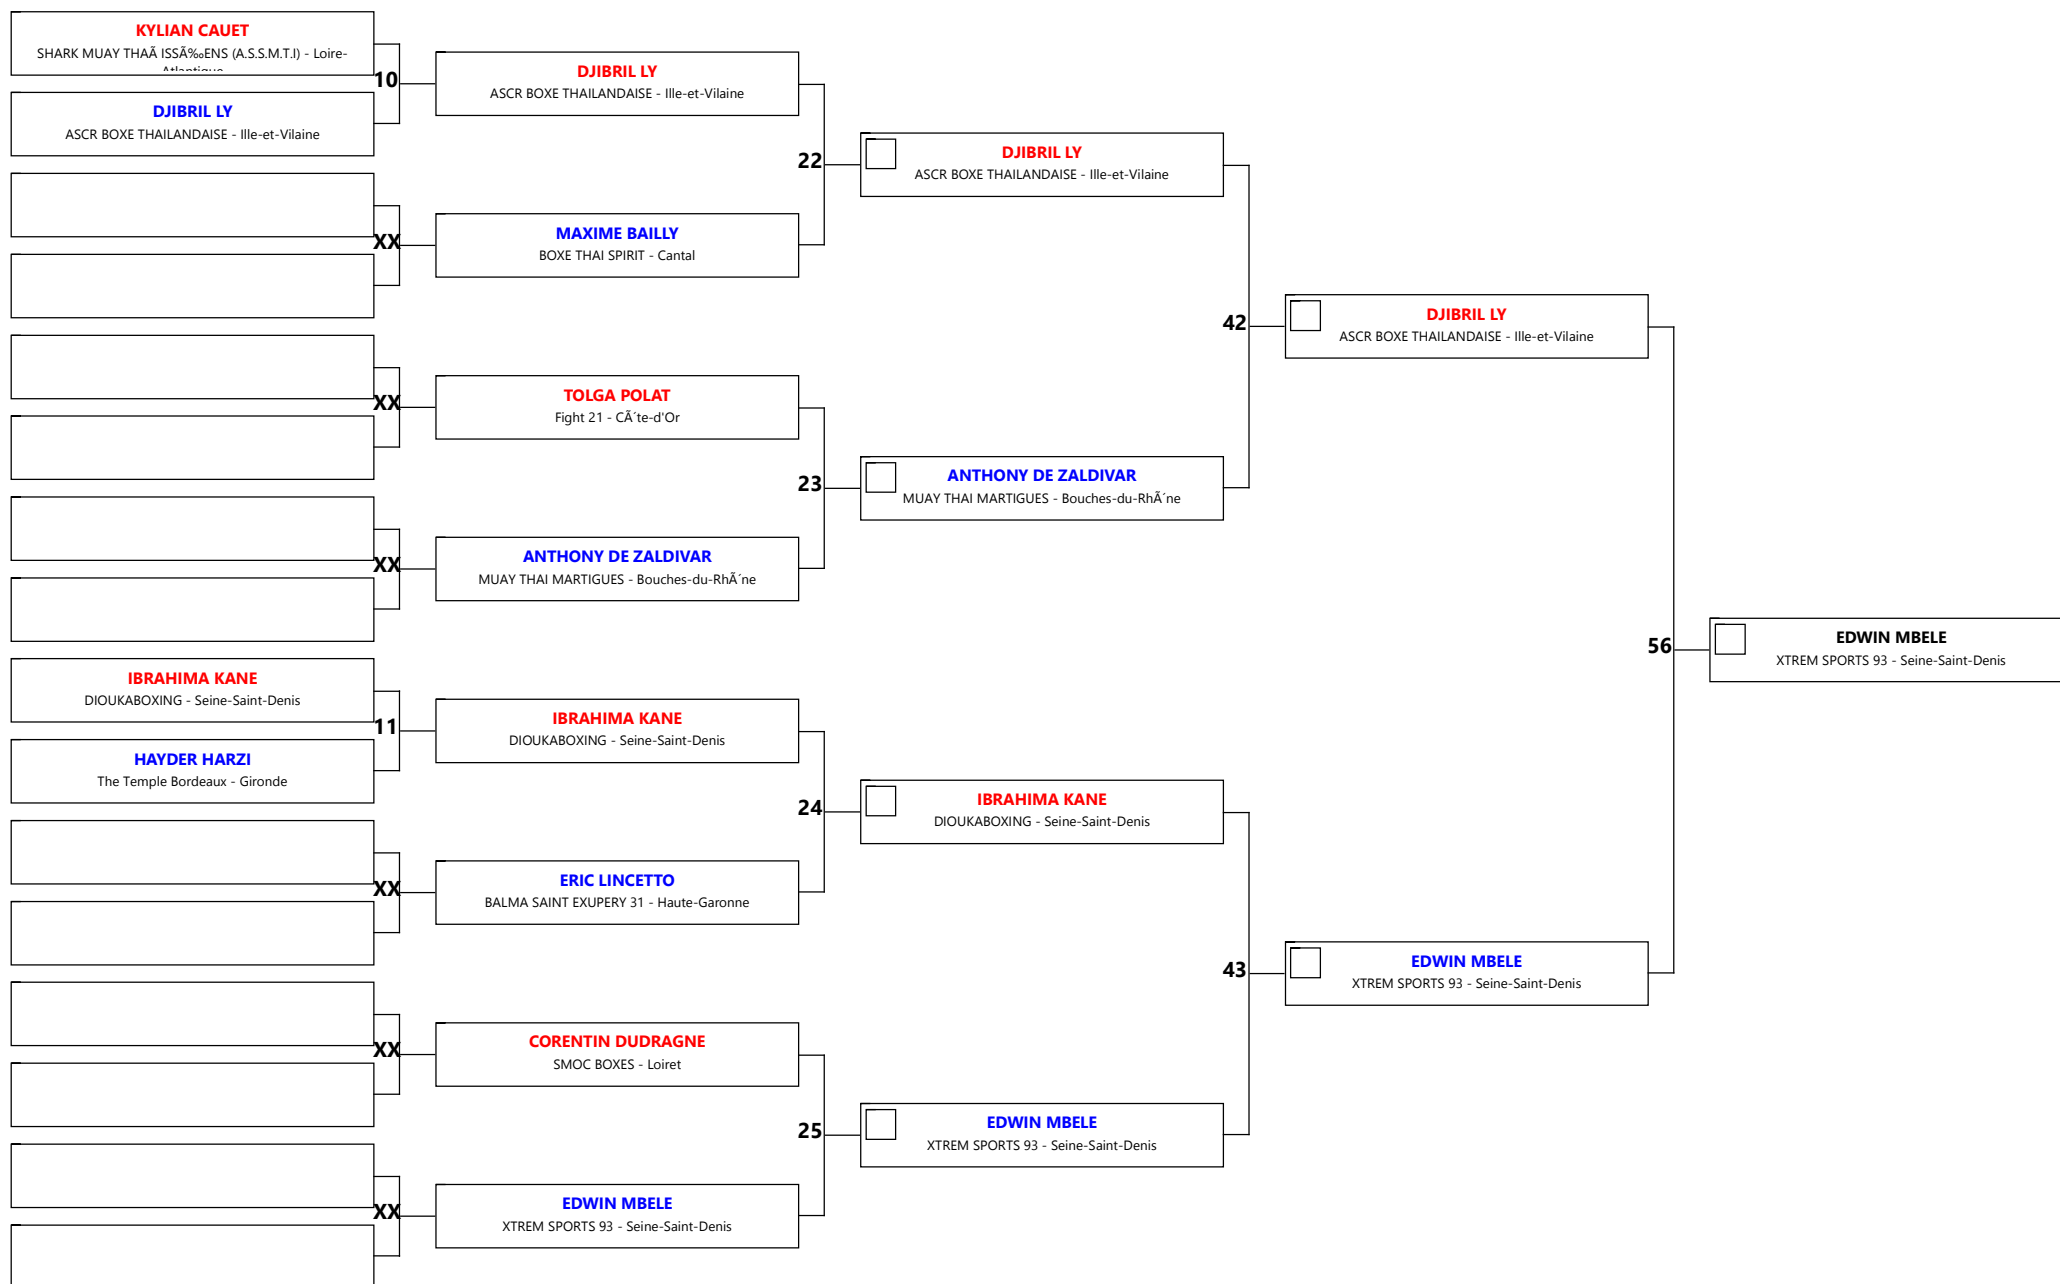 KYLIAN CAUET
SHARK MUAY THAÃ ISSÃ‰ENS (A.S.S.M.T.I) - Loire-
Atlantique
10
DJIBRIL LY
ASCR BOXE THAILANDAISE - Ille-et-Vilaine
XX
XX
XX
IBRAHIMA KANE
DIOUKABOXING - Seine-Saint-Denis
11
HAYDER HARZI
The Temple Bordeaux - Gironde
XX
XX
XX
DJIBRIL LY
ASCR BOXE THAILANDAISE - Ille-et-Vilaine
22
MAXIME BAILLY
BOXE THAI SPIRIT - Cantal
TOLGA POLAT
Fight 21 - CÃ´te-d'Or
23
ANTHONY DE ZALDIVAR
MUAY THAI MARTIGUES - Bouches-du-RhÃ´ne
IBRAHIMA KANE
DIOUKABOXING - Seine-Saint-Denis
24
ERIC LINCETTO
BALMA SAINT EXUPERY 31 - Haute-Garonne
CORENTIN DUDRAGNE
SMOC BOXES - Loiret
25
EDWIN MBELE
XTREM SPORTS 93 - Seine-Saint-Denis
DJIBRIL LY
ASCR BOXE THAILANDAISE - Ille-et-Vilaine
42
ANTHONY DE ZALDIVAR
MUAY THAI MARTIGUES - Bouches-du-RhÃ´ne
IBRAHIMA KANE
DIOUKABOXING - Seine-Saint-Denis
43
EDWIN MBELE
XTREM SPORTS 93 - Seine-Saint-Denis
DJIBRIL LY
ASCR BOXE THAILANDAISE - Ille-et-Vilaine
56
EDWIN MBELE
XTREM SPORTS 93 - Seine-Saint-Denis
EDWIN MBELE
XTREM SPORTS 93 - Seine-Saint-Denis